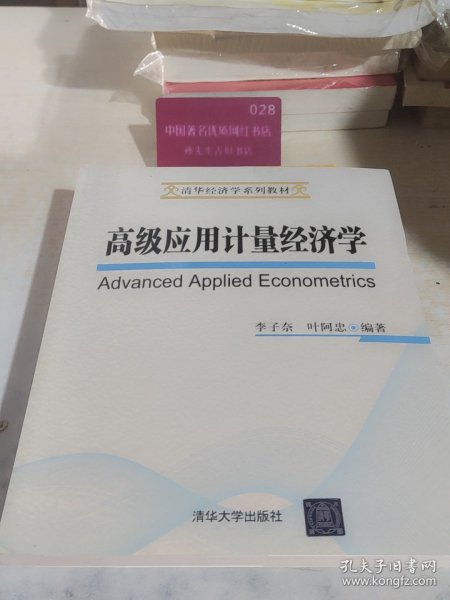 028
中国著名优质网红书店
孙先生古旧书店
清华经济学系列教材
高级应用计量经济学
Advanced Applied Econometrics
李子奈 叶阿忠 编著
清华大学出版社
孔夫子旧书网
www.kongfz.com